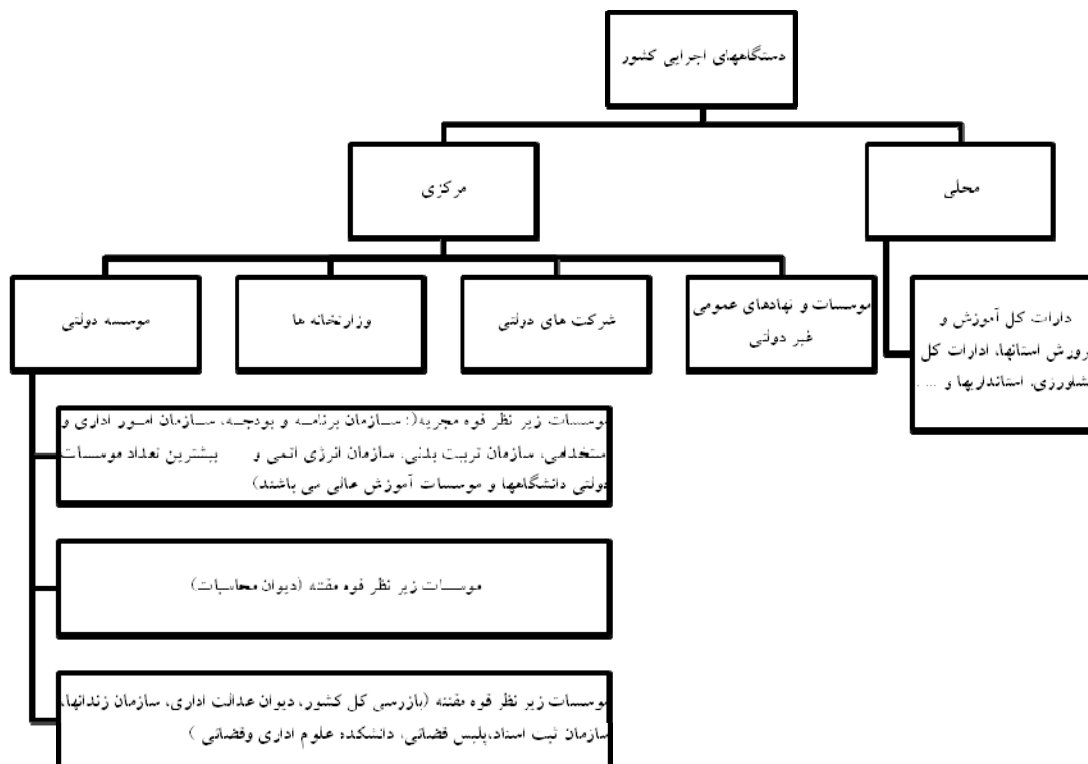 دستگاههای اجرایی کشور
محلی
مرکزی
دارات کل آموزش و
رورش استانها، ادارات کل
شاورزی، استانداریها و ....
موسسات و نهادهای عمومی
غیر دولتی
شرکت های دولتی
وزارتخانه ها
موسسه دولتی
موسسات زیر نظر قوه مجریه(: سازمان برنامه و بودجه، سازمان امور اداری و
ستخدامی، سازمان تربیت بدنی، سازمان انرژی اتمی و بیشترین تعداد موسسات
دولتی دانشگاهها و موسسات آموزش عالی می باشند)
موسسات زیر نظر قوه مقننه (دیوان محاسبات)
موسسات زیر نظر قوه مقننه (بازرسی کل کشور، دیوان عدالت اداری، سازمان زندانها،
سازمان ثبت اسناد،پلیس قضائی، دانشکده علوم اداری وقضائی )